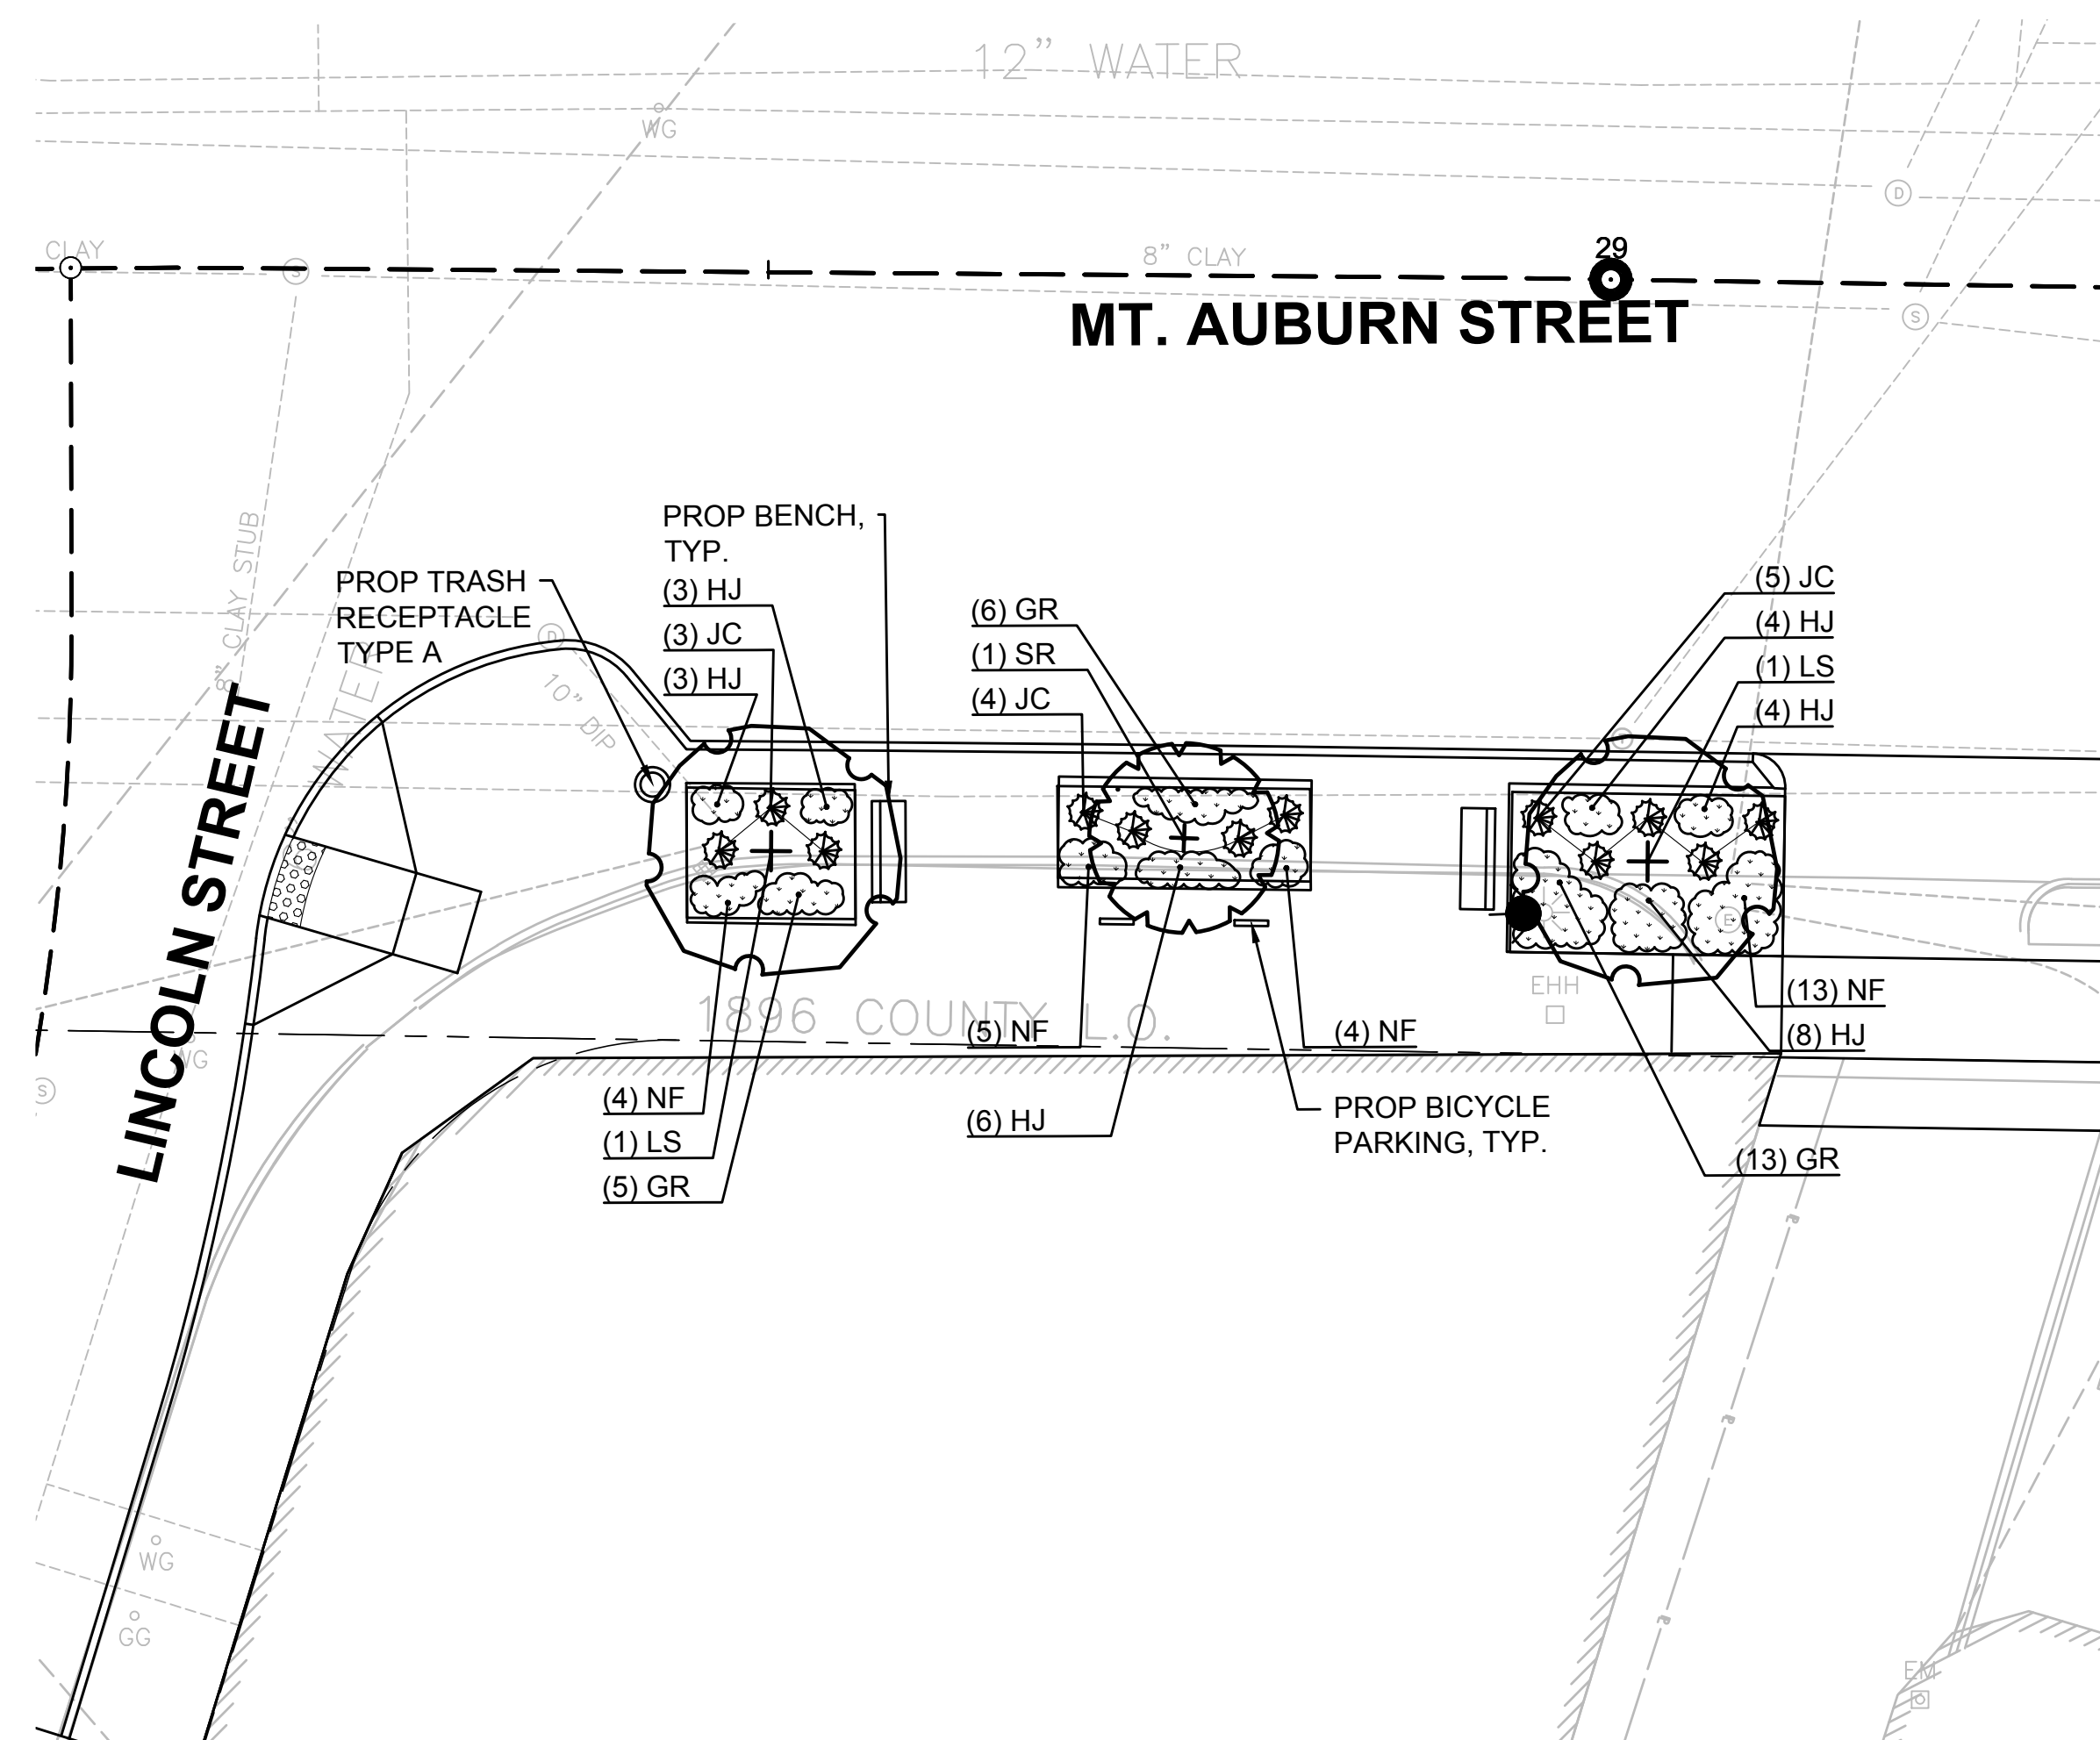 12” WATER
WG
D
CLAY
S
8” CLAY
29
MT. AUBURN STREET
S
8” CLAY STUB
PROP BENCH,
TYP.
PROP TRASH
RECEPTACLE
TYPE A
(3) HJ
(3) JC
(3) HJ
(6) GR
(1) SR
(4) JC
(5) JC
(4) HJ
(1) LS
(4) HJ
D
10” DIP
WATER
LINCOLN STREET
E
EHH
1896 COUNTY L.O.
(5) NF
(4) NF
(13) NF
(8) HJ
WG
S
(4) NF
(1) LS
(5) GR
(6) HJ
PROP BICYCLE
PARKING, TYP.
(13) GR
WG
GG
EM